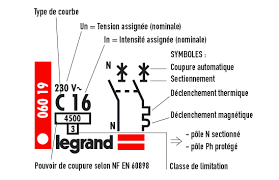 Type de courbe
Un = Tension assignée (nominale)
In = Intensité assignée (nominale)
SYMBOLES :
Coupure automatique
Sectionnement
Déclenchement thermique
Déclenchement magnétique
060 19
230 V~
C 16
4500
3
legrand
N
N
– pôle N sectionné
– pôle Ph protégé
Pouvoir de coupure selon NF EN 60898
Classe de limitation